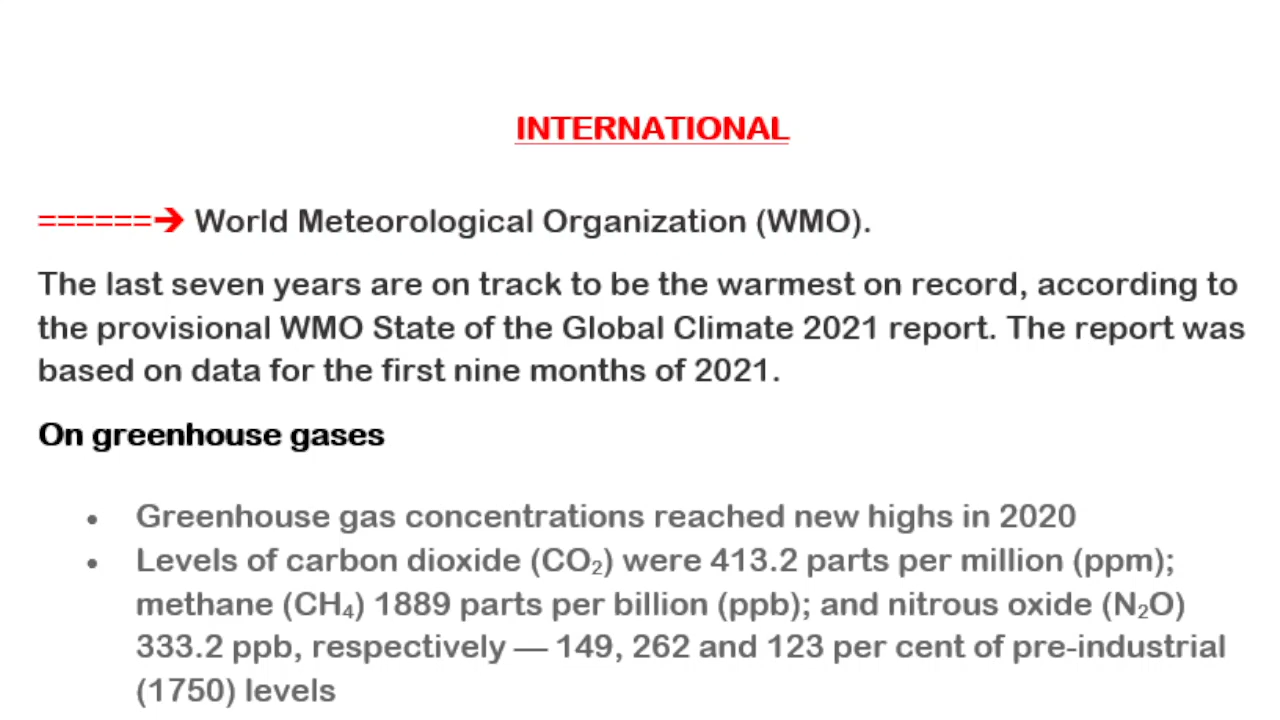 INTERNATIONAL
======➔ World Meteorological Organization (WMO).
The last seven years are on track to be the warmest on record, according to
the provisional WMO State of the Global Climate 2021 report. The report was
based on data for the first nine months of 2021.
On greenhouse gases
• Greenhouse gas concentrations reached new highs in 2020
• Levels of carbon dioxide (CO₂) were 413.2 parts per million (ppm);
methane (CH₄) 1889 parts per billion (ppb); and nitrous oxide (N₂O)
333.2 ppb, respectively — 149, 262 and 123 per cent of pre-industrial
(1750) levels